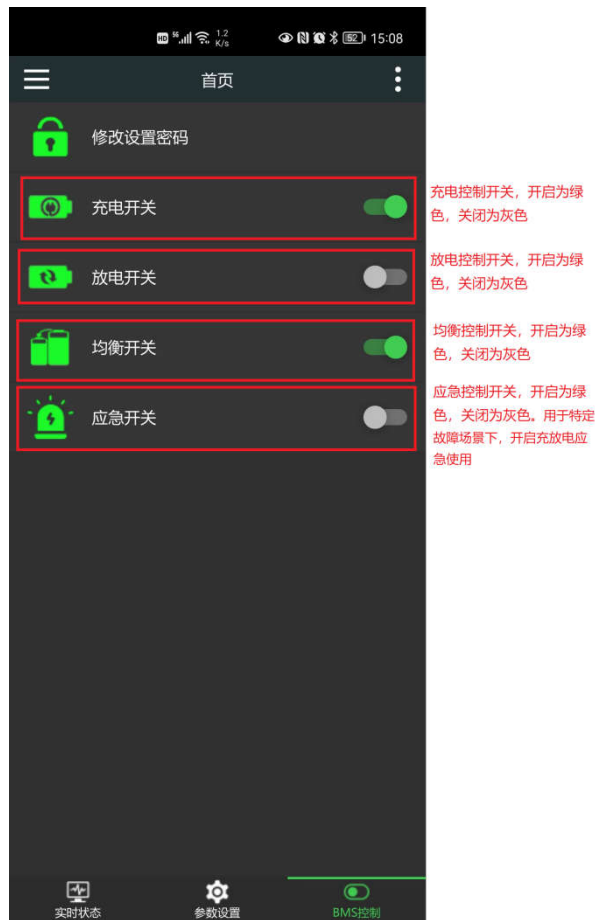 HD 5G 1.2 K/s 52 15:08
首页
修改设置密码
充电开关
充电控制开关，开启为绿
色，关闭为灰色
放电开关
放电控制开关，开启为绿
色，关闭为灰色
均衡开关
均衡控制开关，开启为绿
色，关闭为灰色
应急开关
应急控制开关，开启为绿
色，关闭为灰色。用于特定
故障场景下，开启充放电应
急使用
实时状态 参数设置 BMS控制